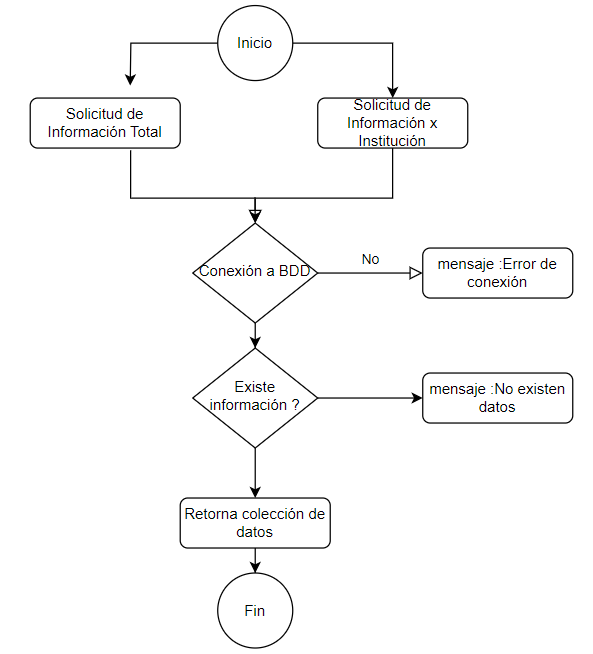 Inicio
Solicitud de
Información Total
Solicitud de
Información x
Institución
Conexión a BDD
No
mensaje :Error de
conexión
Existe
información ?
mensaje :No existen
datos
Retorna colección de
datos
Fin